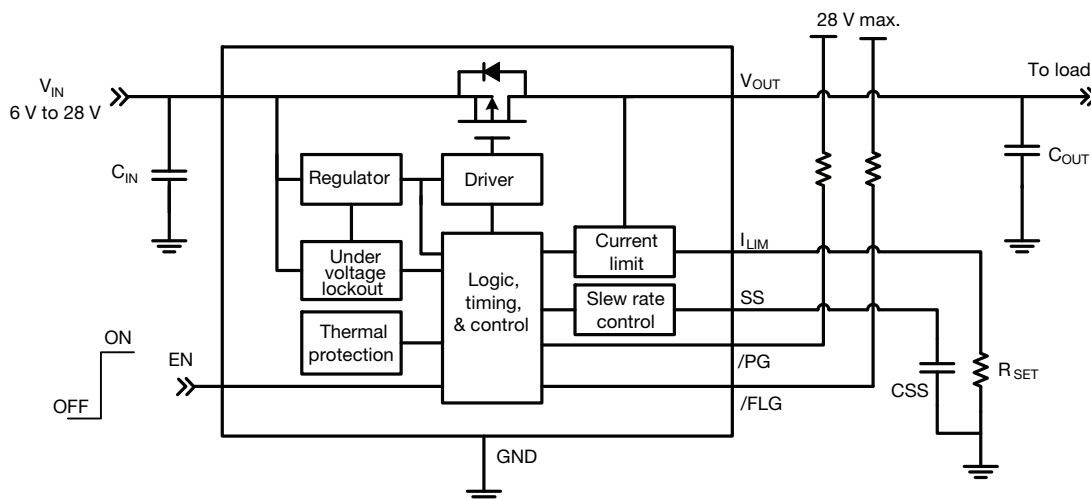 28 V max.
V_IN
6 V to 28 V
V_OUT
To load
C_IN
C_OUT
Regulator
Driver
Under
voltage
lockout
Logic,
timing,
& control
Current
limit
I_LIM
Slew rate
control
SS
Thermal
protection
ON
OFF
EN
/PG
/FLG
CSS
R_SET
GND